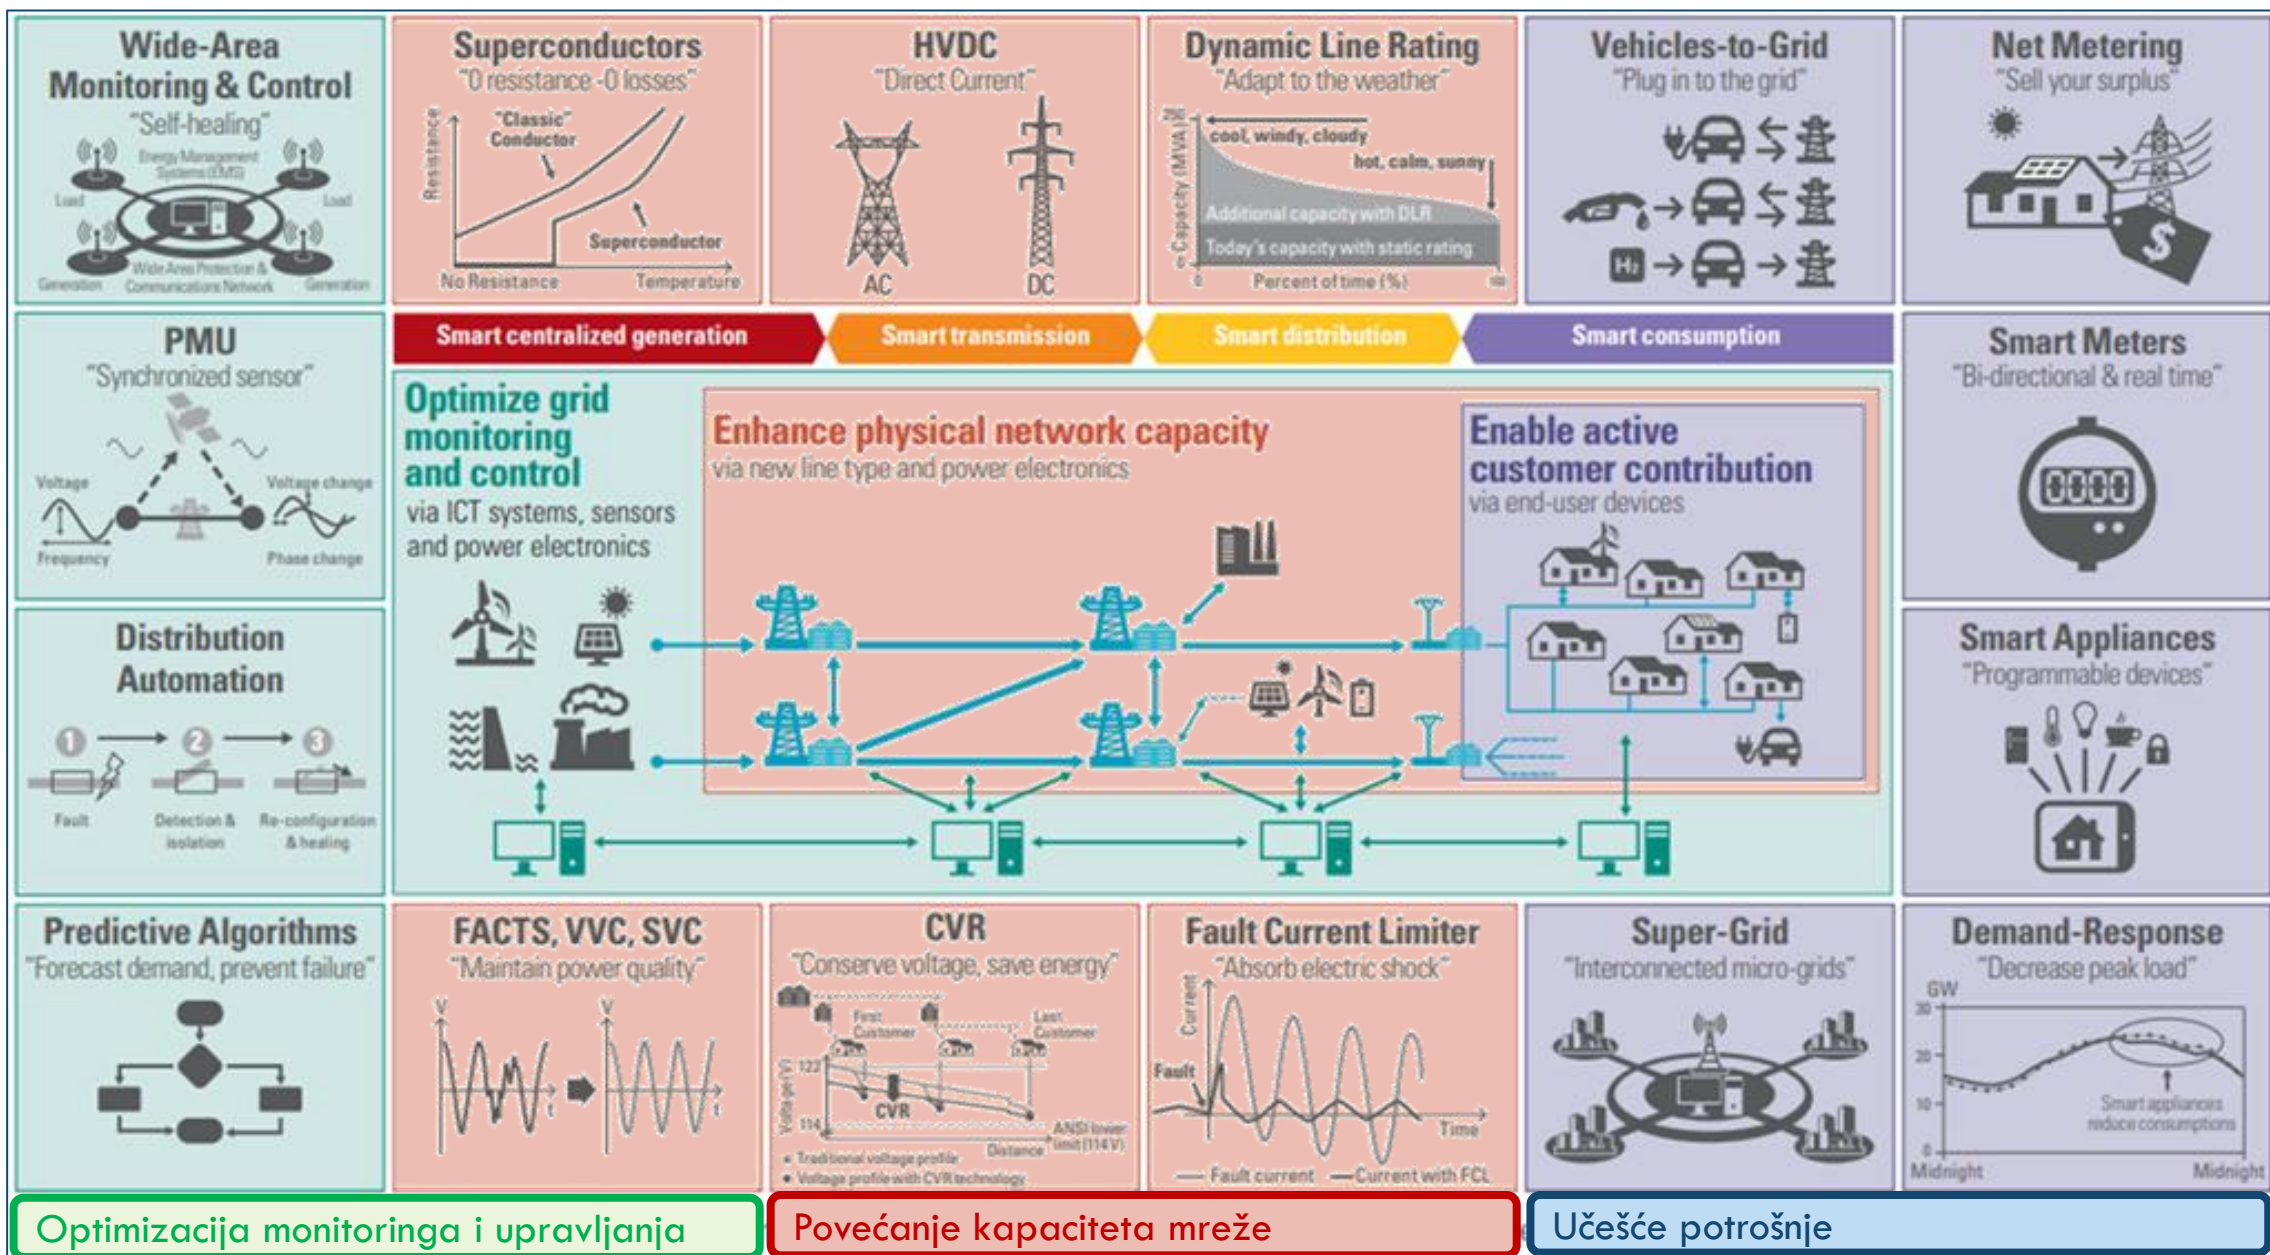 Wide-Area
Monitoring & Control
"Self-healing"
Energy Management
Systems (EMS)
Load
Load
Wide Area Protection &
Generation
Communications Network
Generation
Superconductors
"0 resistance -0 losses"
Resistance
"Classic"
Conductor
Superconductor
No Resistance
Temperature
HVDC
"Direct Current"
AC
DC
Dynamic Line Rating
"Adapt to the weather"
Capacity (MVA)
250
cool, windy, cloudy
hot, calm, sunny
Additional capacity with DLR
Today's capacity with static rating
0
0
Percent of time (%)
100
Vehicles-to-Grid
"Plug in to the grid"
H₂
Net Metering
"Sell your surplus"
$
PMU
"Synchronized sensor"
Voltage
Voltage change
Frequency
Phase change
Smart centralized generation
Smart transmission
Smart distribution
Smart consumption
Optimize grid
monitoring
and control
via ICT systems, sensors
and power electronics
Enhance physical network capacity
via new line type and power electronics
Enable active
customer contribution
via end-user devices
Smart Meters
"Bi-directional & real time"
Distribution
Automation
1
2
3
Fault
Detection &
isolation
Re-configuration
& healing
Smart Appliances
"Programmable devices"
Predictive Algorithms
"Forecast demand, prevent failure"
FACTS, VVC, SVC
"Maintain power quality"
V
V
t
t
CVR
"Conserve voltage, save energy"
First
Customer
Last
Customer
Voltage (V)
122
CVR
114
ANSI lower
limit (114 V)
Distance
Traditional voltage profile
Voltage profile with CVR technology
Fault Current Limiter
"Absorb electric shock"
Current
Fault
Time
Fault current
Current with FCL
Super-Grid
"Interconnected micro-grids"
Demand-Response
"Decrease peak load"
GW
30
20
10
0
Smart appliances
reduce consumptions
Midnight
Midnight
Optimizacija monitoringa i upravljanja
Povećanje kapaciteta mreže
Učešće potrošnje